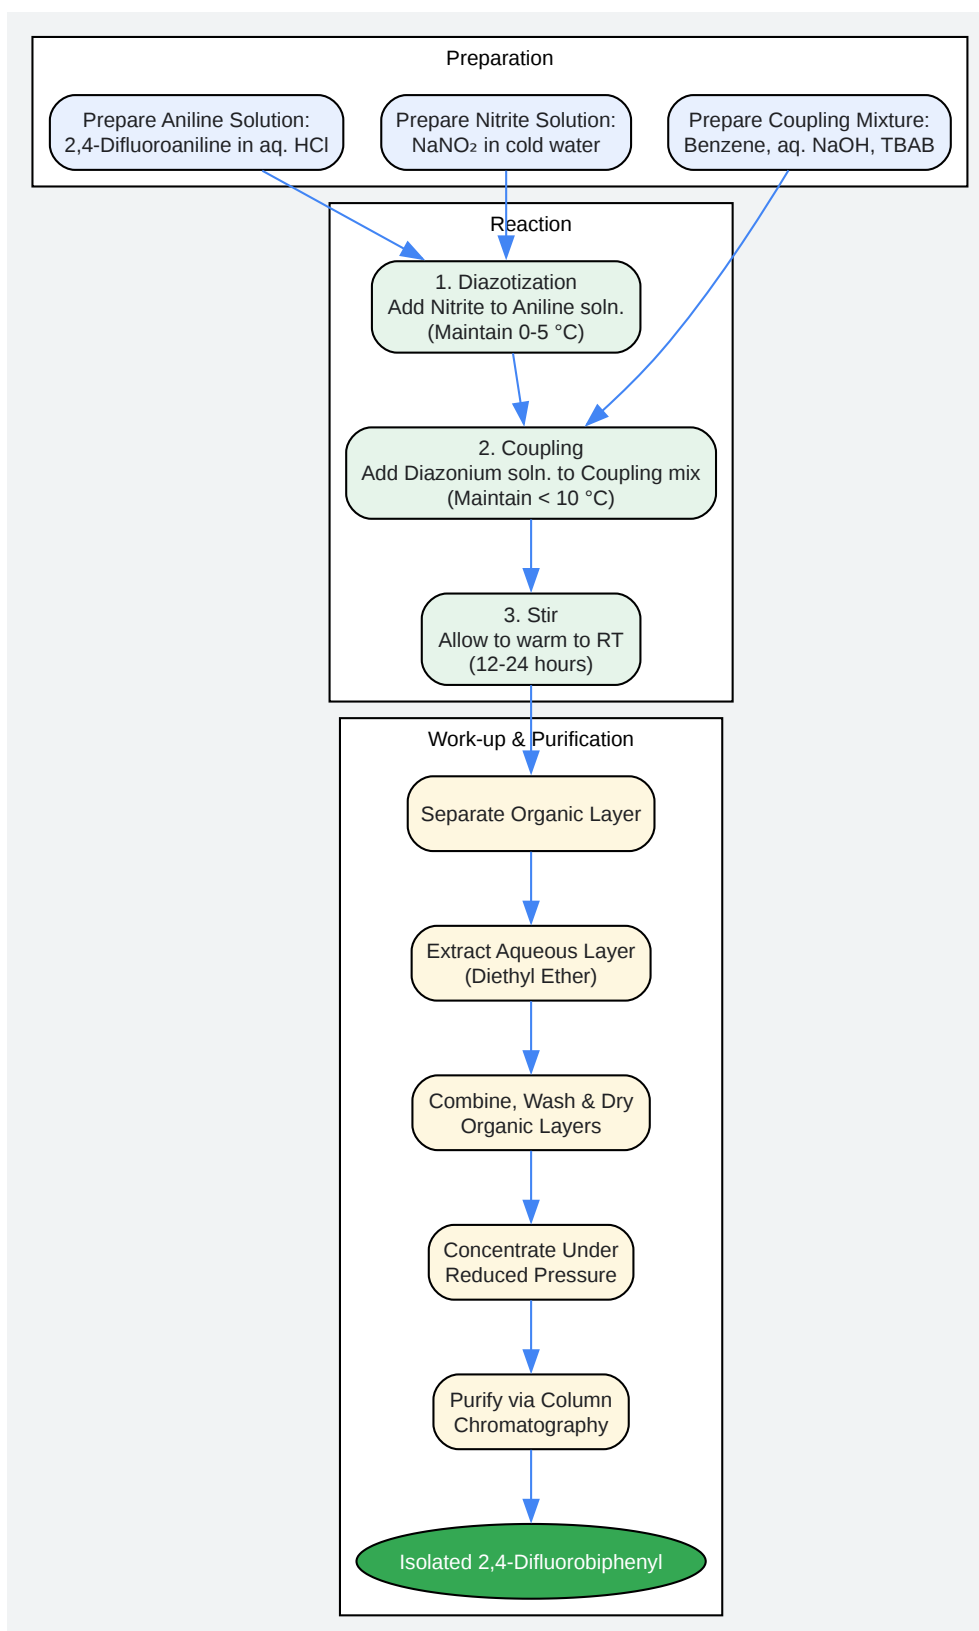 Preparation
Prepare Aniline Solution:
2,4-Difluoroaniline in aq. HCl
Prepare Nitrite Solution:
NaNO₂ in cold water
Prepare Coupling Mixture:
Benzene, aq. NaOH, TBAB
Reaction
1. Diazotization
Add Nitrite to Aniline soln.
(Maintain 0-5 °C)
2. Coupling
Add Diazonium soln. to Coupling mix
(Maintain < 10 °C)
3. Stir
Allow to warm to RT
(12-24 hours)
Work-up & Purification
Separate Organic Layer
Extract Aqueous Layer
(Diethyl Ether)
Combine, Wash & Dry
Organic Layers
Concentrate Under
Reduced Pressure
Purify via Column
Chromatography
Isolated 2,4-Difluorobiphenyl